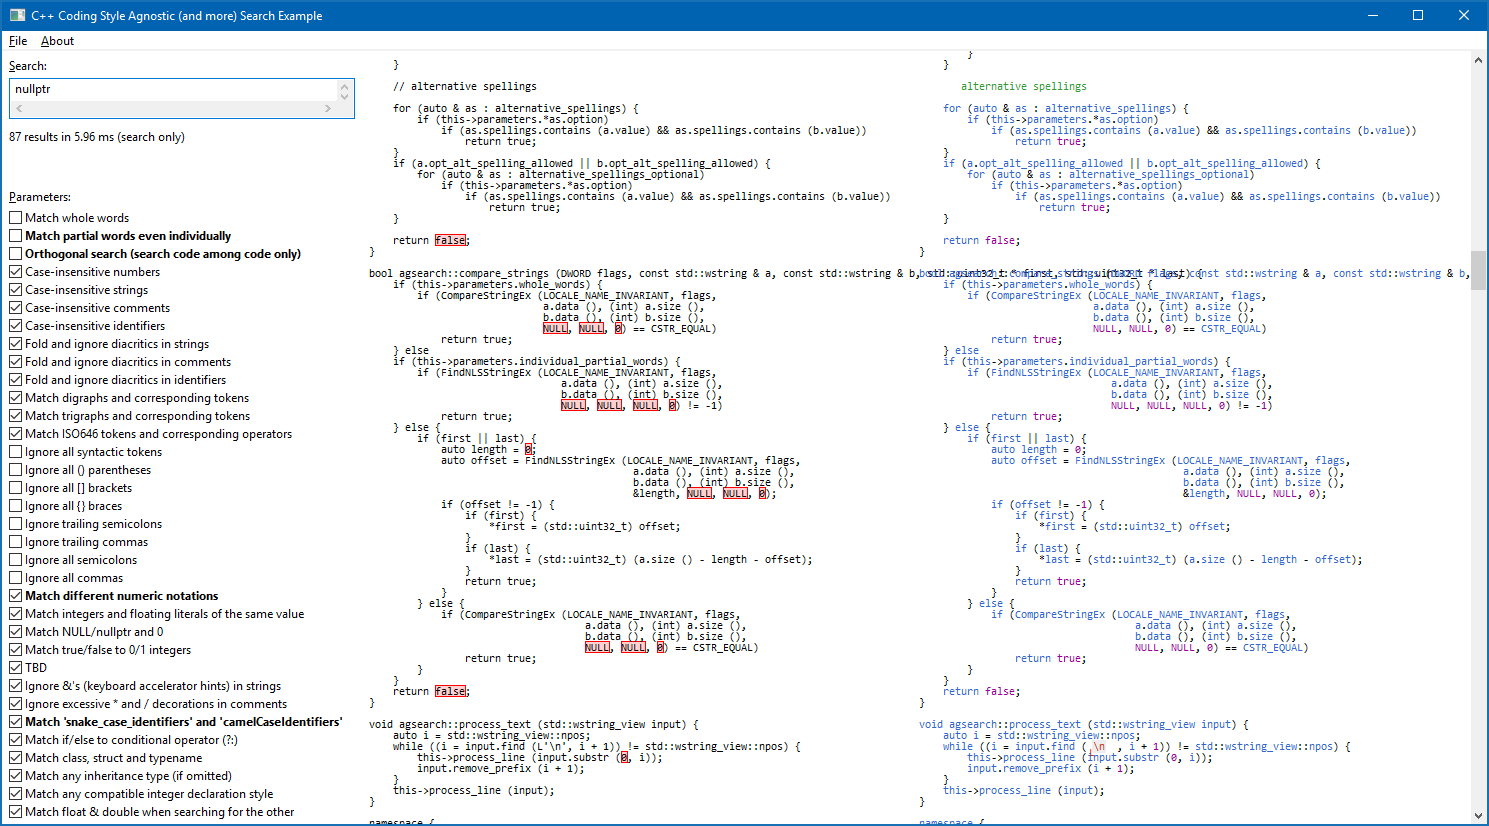 C++ Coding Style Agnostic (and more) Search Example
File About
Search:
nullptr
87 results in 5.96 ms (search only)
Parameters:
Match whole words
Match partial words even individually
Orthogonal search (search code among code only)
Case-insensitive numbers
Case-insensitive strings
Case-insensitive comments
Case-insensitive identifiers
Fold and ignore diacritics in strings
Fold and ignore diacritics in comments
Fold and ignore diacritics in identifiers
Match digraphs and corresponding tokens
Match trigraphs and corresponding tokens
Match ISO646 tokens and corresponding operators
Ignore all syntactic tokens
Ignore all () parentheses
Ignore all [] brackets
Ignore all {} braces
Ignore trailing semicolons
Ignore trailing commas
Ignore all semicolons
Ignore all commas
Match different numeric notations
Match integers and floating literals of the same value
Match NULL/nullptr and 0
Match true/false to 0/1 integers
TBD
Ignore &'s (keyboard accelerator hints) in strings
Ignore excessive * and / decorations in comments
Match 'snake_case_identifiers' and 'camelCaseIdentifiers'
Match if/else to conditional operator (?:)
Match class, struct and typename
Match any inheritance type (if omitted)
Match any compatible integer declaration style
Match float & double when searching for the other
}
// alternative spellings
for (auto & as : alternative_spellings) {
if (this->parameters.*as.option)
if (as.spellings.contains (a.value) && as.spellings.contains (b.value))
return true;
}
if (a.opt_alt_spelling_allowed || b.opt_alt_spelling_allowed) {
for (auto & as : alternative_spellings_optional)
if (this->parameters.*as.option)
if (as.spellings.contains (a.value) && as.spellings.contains (b.value))
return true;
}
return false;
}
bool agsearch::compare_strings (DWORD flags, const std::wstring & a, const std::wstring & b, std::uint32_t * first, std::uint32_t * last) {
if (this->parameters.whole_words) {
if (CompareStringEx (LOCALE_NAME_INVARIANT, flags,
a.data (), (int) a.size (),
b.data (), (int) b.size (),
NULL, NULL, 0) == CSTR_EQUAL)
return true;
} else
if (this->parameters.individual_partial_words) {
if (FindNLSStringEx (LOCALE_NAME_INVARIANT, flags,
a.data (), (int) a.size (),
b.data (), (int) b.size (),
NULL, NULL, NULL, 0) != -1)
return true;
} else {
if (first || last) {
auto length = 0;
auto offset = FindNLSStringEx (LOCALE_NAME_INVARIANT, flags,
a.data (), (int) a.size (),
b.data (), (int) b.size (),
&length, NULL, NULL, 0);
if (offset != -1) {
if (first) {
*first = (std::uint32_t) offset;
}
if (last) {
*last = (std::uint32_t) (a.size () - length - offset);
}
return true;
}
} else {
if (CompareStringEx (LOCALE_NAME_INVARIANT, flags,
a.data (), (int) a.size (),
b.data (), (int) b.size (),
NULL, NULL, 0) == CSTR_EQUAL)
return true;
}
}
return false;
}
void agsearch::process_text (std::wstring_view input) {
auto i = std::wstring_view::npos;
while ((i = input.find (L'\n', i + 1)) != std::wstring_view::npos) {
this->process_line (input.substr (0, i));
input.remove_prefix (i + 1);
}
this->process_line (input);
}
namespace {
}
}
alternative spellings
for (auto & as : alternative_spellings) {
if (this->parameters.*as.option)
if (as.spellings.contains (a.value) && as.spellings.contains (b.value))
return true;
}
if (a.opt_alt_spelling_allowed || b.opt_alt_spelling_allowed) {
for (auto & as : alternative_spellings_optional)
if (this->parameters.*as.option)
if (as.spellings.contains (a.value) && as.spellings.contains (b.value))
return true;
}
return false;
}
bool agsearch::compare_strings (DWORD flags, const std::wstring & a, const std::wstring & b,
if (this->parameters.whole_words) {
if (CompareStringEx (LOCALE_NAME_INVARIANT, flags,
a.data (), (int) a.size (),
b.data (), (int) b.size (),
NULL, NULL, 0) == CSTR_EQUAL)
return true;
} else
if (this->parameters.individual_partial_words) {
if (FindNLSStringEx (LOCALE_NAME_INVARIANT, flags,
a.data (), (int) a.size (),
b.data (), (int) b.size (),
NULL, NULL, NULL, 0) != -1)
return true;
} else {
if (first || last) {
auto length = 0;
auto offset = FindNLSStringEx (LOCALE_NAME_INVARIANT, flags,
a.data (), (int) a.size (),
b.data (), (int) b.size (),
&length, NULL, NULL, 0);
if (offset != -1) {
if (first) {
*first = (std::uint32_t) offset;
}
if (last) {
*last = (std::uint32_t) (a.size () - length - offset);
}
return true;
}
} else {
if (CompareStringEx (LOCALE_NAME_INVARIANT, flags,
a.data (), (int) a.size (),
b.data (), (int) b.size (),
NULL, NULL, 0) == CSTR_EQUAL)
return true;
}
}
return false;
}
void agsearch::process_text (std::wstring_view input) {
auto i = std::wstring_view::npos;
while ((i = input.find ( \n , i + 1)) != std::wstring_view::npos) {
this->process_line (input.substr (0, i));
input.remove_prefix (i + 1);
}
this->process_line (input);
}
namespace {